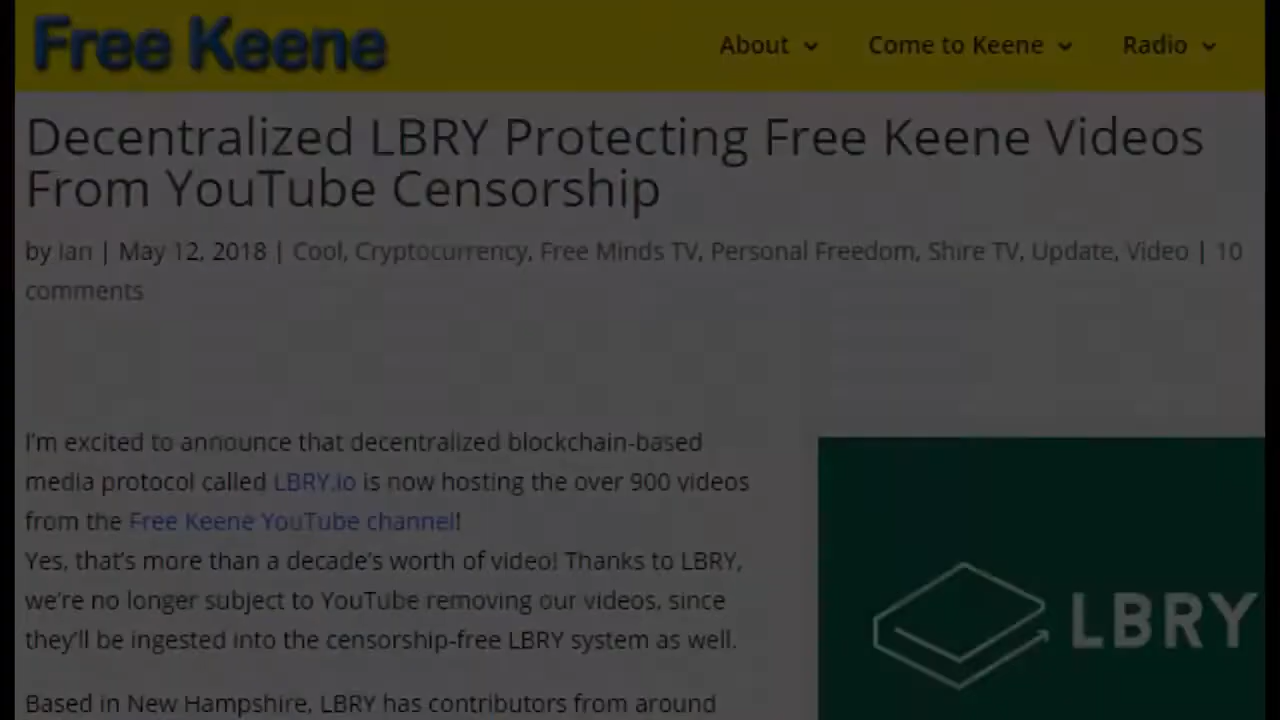 Free Keene
About Come to Keene Radio
Decentralized LBRY Protecting Free Keene Videos
From YouTube Censorship
by Ian | May 12, 2018 | Cool, Cryptocurrency, Free Minds TV, Personal Freedom, Shire TV, Update, Video | 10
comments
I'm excited to announce that decentralized blockchain-based
media protocol called LBRY.io is now hosting the over 900 videos
from the Free Keene YouTube channel!
Yes, that's more than a decade's worth of video! Thanks to LBRY,
we're no longer subject to YouTube removing our videos, since
they'll be ingested into the censorship-free LBRY system as well.
LBRY
Based in New Hampshire, LBRY has contributors from around